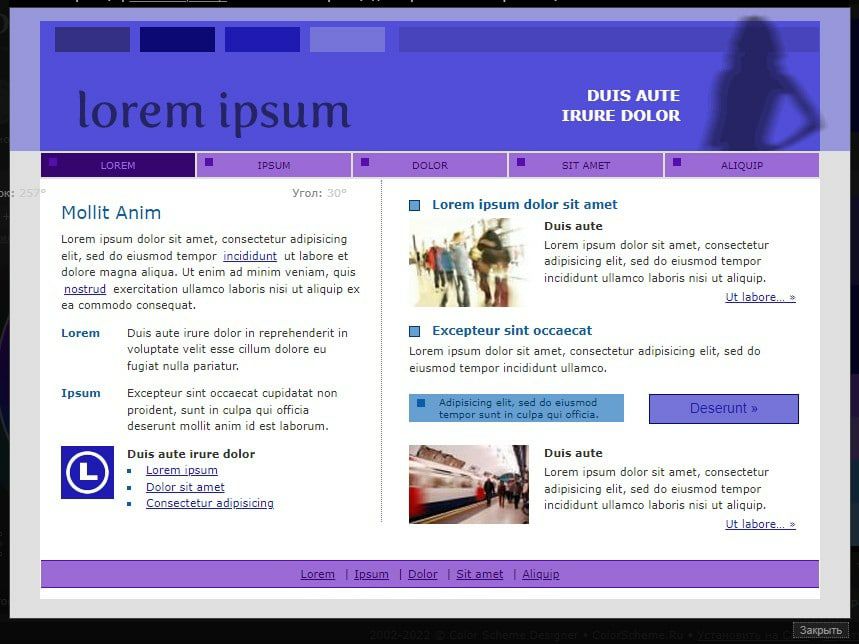 lorem ipsum
DUIS AUTE
IRURE DOLOR
LOREM
IPSUM
DOLOR
SIT AMET
ALIQUIP
257°
Угол: 30°
Mollit Anim
Lorem ipsum dolor sit amet, consectetur adipisicing
elit, sed do eiusmod tempor incididunt ut labore et
dolore magna aliqua. Ut enim ad minim veniam, quis
nostrud exercitation ullamco laboris nisi ut aliquip ex
ea commodo consequat.
Lorem
Duis aute irure dolor in reprehenderit in
voluptate velit esse cillum dolore eu
fugiat nulla pariatur.
Ipsum
Excepteur sint occaecat cupidatat non
proident, sunt in culpa qui officia
deserunt mollit anim id est laborum.
L
Duis aute irure dolor
Lorem ipsum
Dolor sit amet
Consectetur adipisicing
Lorem ipsum dolor sit amet
Duis aute
Lorem ipsum dolor sit amet, consectetur
adipisicing elit, sed do eiusmod tempor
incididunt ullamco laboris nisi ut aliquip.
Ut labore... »
Excepteur sint occaecat
Lorem ipsum dolor sit amet, consectetur adipisicing elit, sed do
eiusmod tempor incididunt ullamco.
Adipisicing elit, sed do eiusmod
tempor sunt in culpa qui officia.
Deserunt »
Duis aute
Lorem ipsum dolor sit amet, consectetur
adipisicing elit, sed do eiusmod tempor
incididunt ullamco laboris nisi ut aliquip.
Ut labore... »
Lorem | Ipsum | Dolor | Sit amet | Aliquip
2002-2022 © Color Scheme Designer • ColorScheme.Ru • Установить на
Закрыть